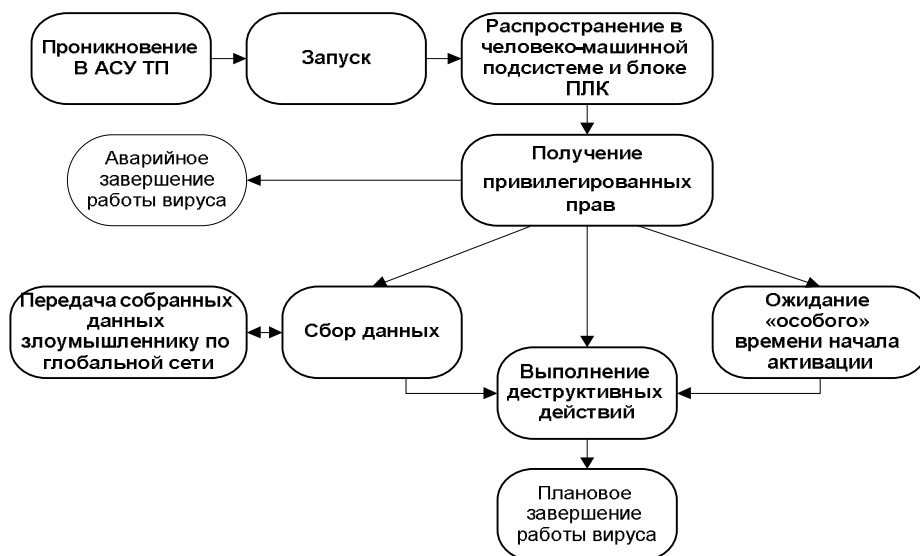 Проникновение
В АСУ ТП
Запуск
Распространение в
человеко-машинной
подсистеме и блоке
ПЛК
Аварийное
завершение
работы вируса
Получение
привилегированных
прав
Передача собранных
данных
злоумышленнику по
глобальной сети
Сбор данных
Ожидание
«особого»
времени начала
активации
Выполнение
деструктивных
действий
Плановое
завершение
работы вируса